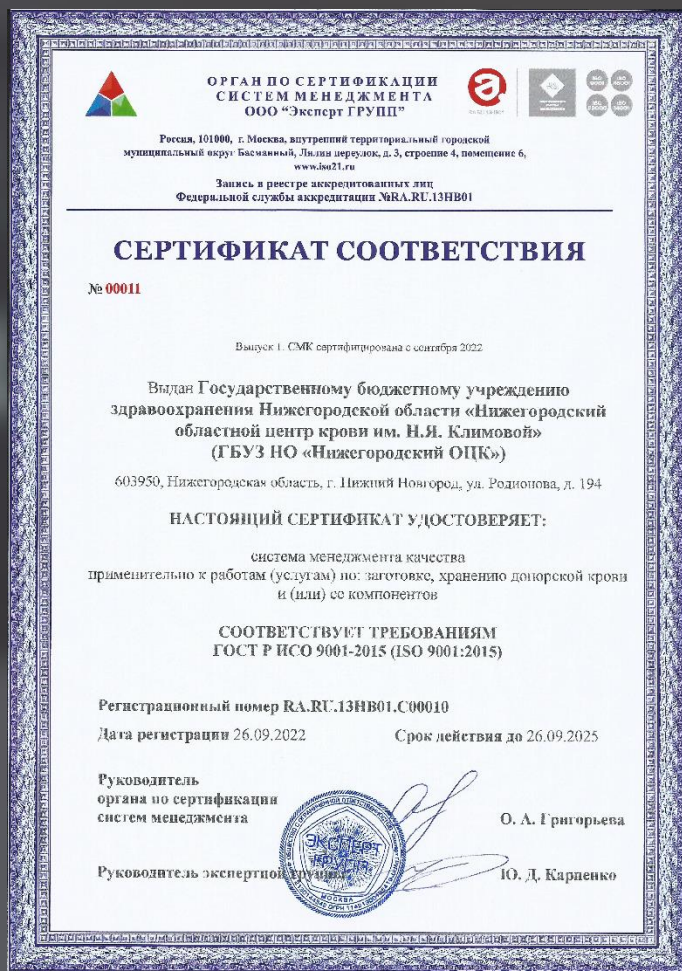 ОРГАН ПО СЕРТИФИКАЦИИ
СИСТЕМ МЕНЕДЖМЕНТА
ООО "Эксперт ГРУПП"
Россия, 101000, г. Москва, внутренний территориальный городской
муниципальный округ Басманный, Лялин переулок, д. 3, строение 4, помещение 6,
www.iso21.ru
Запись в реестре аккредитованных лиц
Федеральной службы аккредитации №RA.RU.13НВ01
СЕРТИФИКАТ СООТВЕТСТВИЯ
№ 00011
Выпуск 1. СМК сертифицирована с сентября 2022
Выдан Государственному бюджетному учреждению
здравоохранения Нижегородской области «Нижегородский
областной центр крови им. Н.Я. Климовой»
(ГБУЗ НО «Нижегородский ОЦК»)
603950, Нижегородская область, г. Нижний Новгород, ул. Родионова, д. 194
НАСТОЯЩИЙ СЕРТИФИКАТ УДОСТОВЕРЯЕТ:
система менеджмента качества
применительно к работам (услугам) по: заготовке, хранению донорской крови
и (или) ее компонентов
СООТВЕТСТВУЕТ ТРЕБОВАНИЯМ
ГОСТ Р ИСО 9001-2015 (ISO 9001:2015)
Регистрационный номер RA.RU.13НВ01.С00010
Дата регистрации 26.09.2022 Срок действия до 26.09.2025
Руководитель
органа по сертификации
систем менеджмента О. А. Григорьева
Руководитель экспертной группы Ю. Д. Карпенко
ЭКСПЕРТ
ГРУПП
МОСКВА